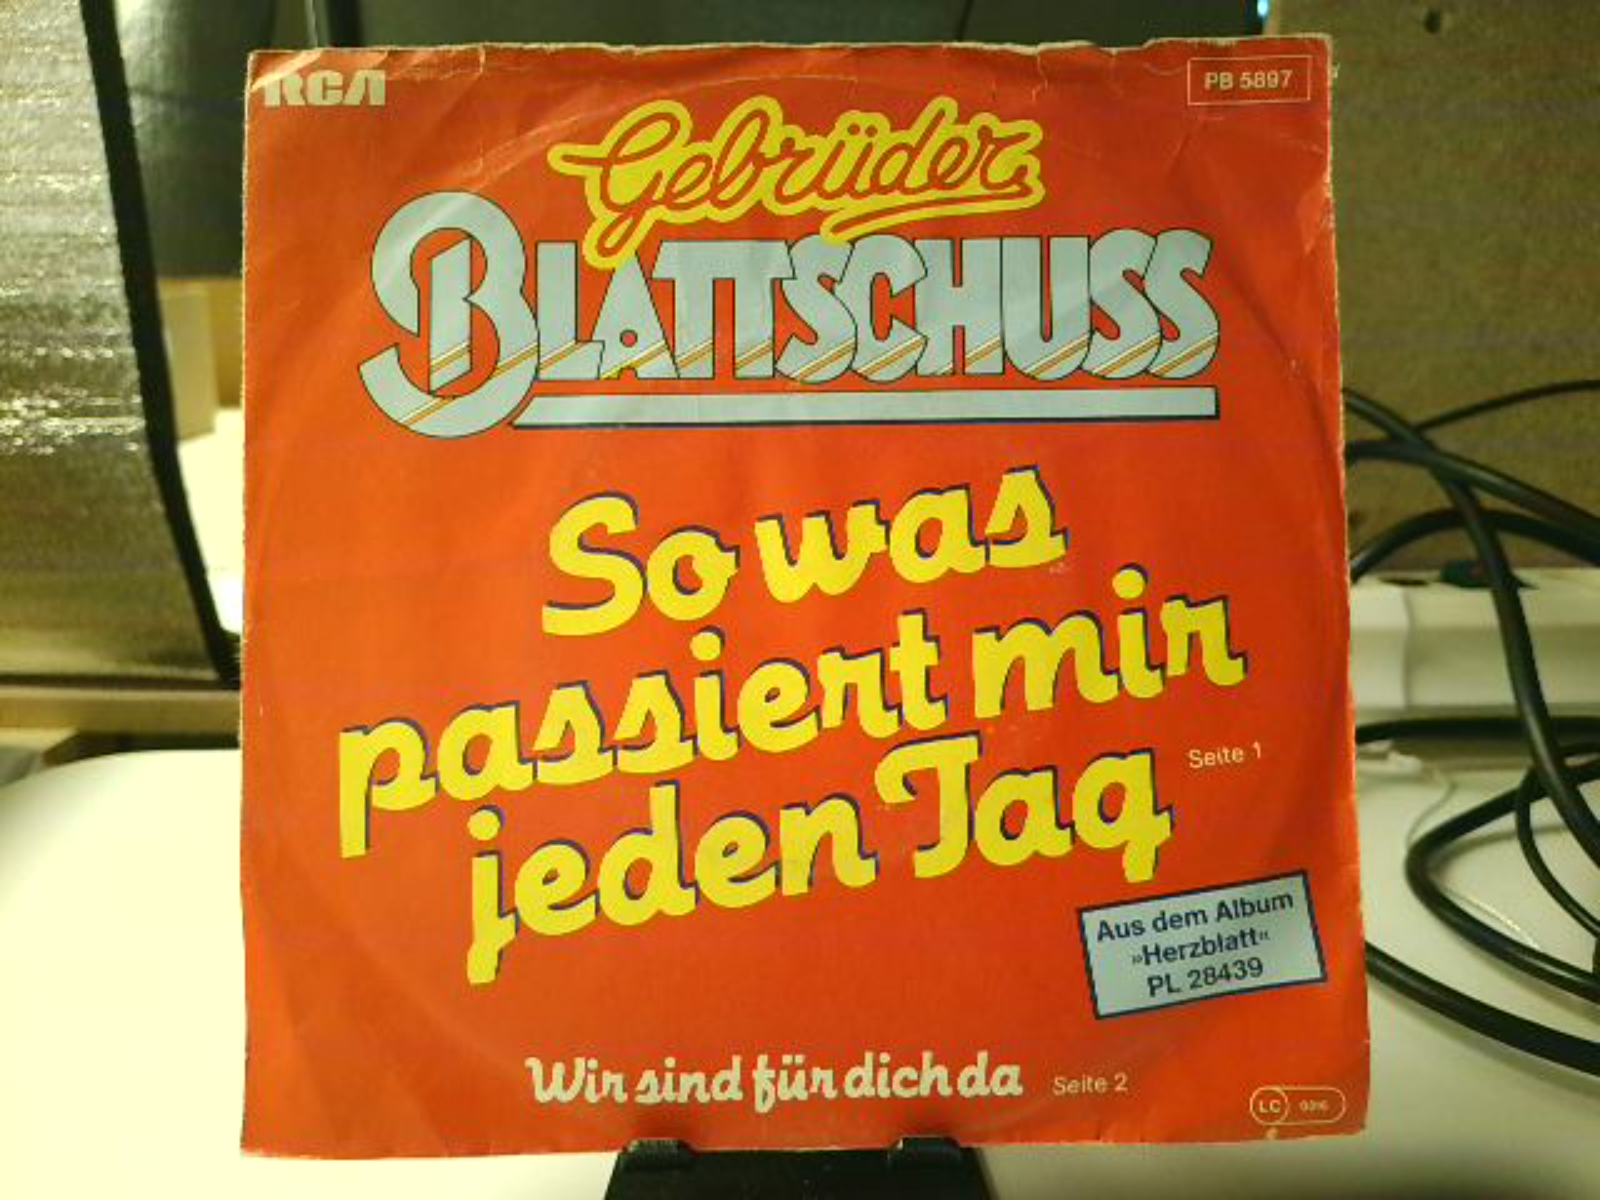 RCA
PB 5897
Gebrüder
BLATTSCHUSS
So was
passiert mir
jeden Tag
Seite 1
Aus dem Album
»Herzblatt«
PL 28439
Wir sind für dich da Seite 2
LC